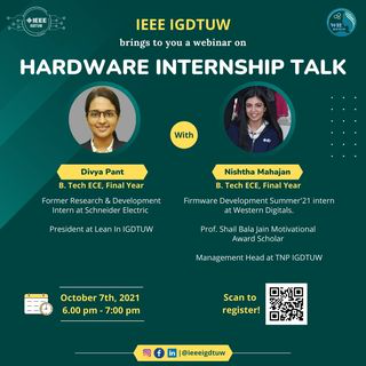 IEEE
IGDTUW
IEEE IGDTUW
brings to you a webinar on
HARDWARE INTERNSHIP TALK
With
Divya Pant
B. Tech ECE, Final Year
Former Research & Development
Intern at Schneider Electric
President at Lean In IGDTUW
Nishtha Mahajan
B. Tech ECE, Final Year
Firmware Development Summer'21 intern
at Western Digitals.
Prof. Shail Bala Jain Motivational
Award Scholar
Management Head at TNP IGDTUW
October 7th, 2021
6.00 pm - 7:00 pm
Scan to
register!
@ieeeigdtuw